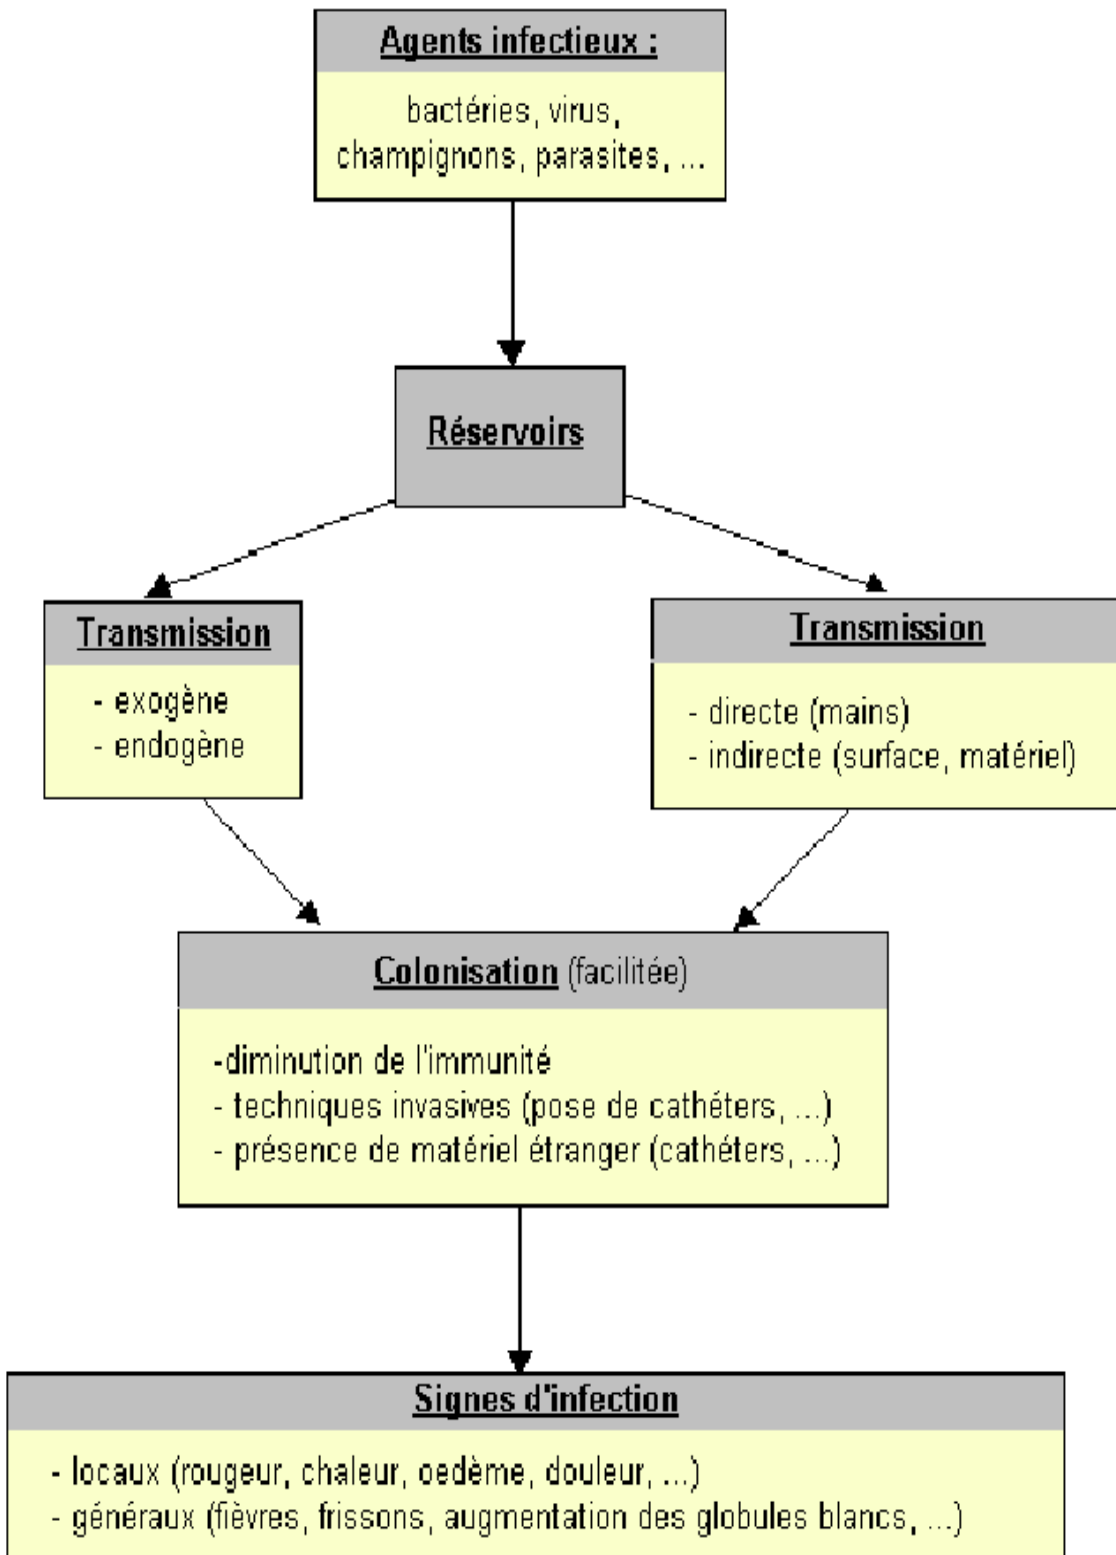 Agents infectieux :
bactéries, virus,
champignons, parasites, ...
Réservoirs
Transmission
- exogène
- endogène
Transmission
- directe (mains)
- indirecte (surface, matériel)
Colonisation (facilitée)
-diminution de l'immunité
- techniques invasives (pose de cathéters, ...)
- présence de matériel étranger (cathéters, ...)
Signes d'infection
- locaux (rougeur, chaleur, oedème, douleur, ...)
- généraux (fièvres, frissons, augmentation des globules blancs, ...)